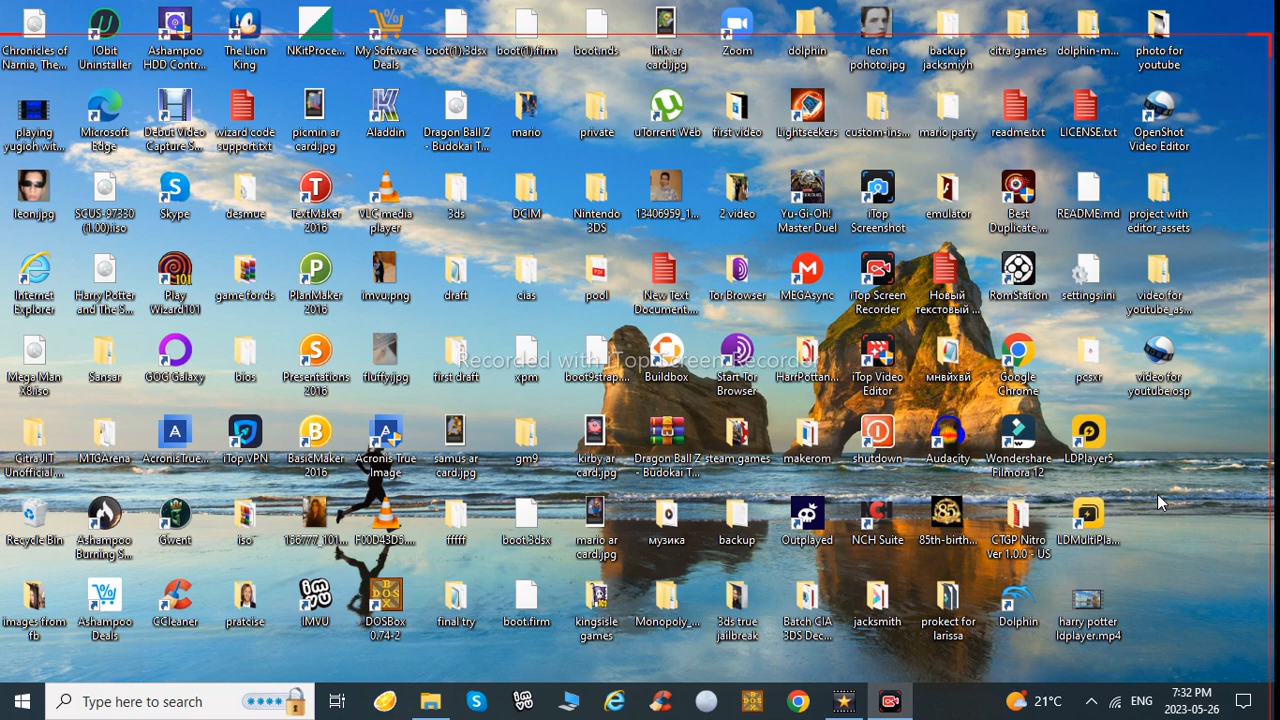 Chronicles of
Narnia, The...
IObit
Uninstaller
Ashampoo
HDD Contr...
The Lion
King
NKitProce...
My Software
Deals
boot(1).3dsx
boot(1).firm
boot.nds
link ar
card.jpg
Zoom
dolphin
leon
pohoto.jpg
backup
jacksmiyh
citra games
dolphin-m...
photo for
youtube
playing
yugioh wit...
Microsoft
Edge
Debut Video
Capture S...
wizard code
support.txt
picmin ar
card.jpg
Aladdin
Dragon Ball Z
- Budokai T...
mario
private
uTorrent Web
first video
Lightseekers
custom-ins...
mario party
readme.txt
LICENSE.txt
OpenShot
Video Editor
leon.jpg
SCUS-97330
(1.00).iso
Skype
desmue
TextMaker
2016
VLC media
player
3ds
DCIM
Nintendo
3DS
13406959_1...
2 video
Yu-Gi-Oh!
Master Duel
iTop
Screenshot
emulator
Best
Duplicate ...
README.md
project with
editor_assets
Internet
Explorer
Harry Potter
and The S...
Play
Wizard101
game for ds
PlanMaker
2016
imvu.png
draft
cias
pool
New Text
Document....
Tor Browser
MEGAsync
iTop Screen
Recorder
Новый
текстовый ...
RomStation
settings.ini
video for
youtube_as...
Recorded with iTop Screen Recorder
Mega Man
X8.iso
Sansar
GOG Galaxy
bios
Presentations
2016
fluffy.jpg
first draft
xpm
boot9strap...
Buildbox
Start Tor
Browser
HarrPottan...
iTop Video
Editor
мнвйхвй
Google
Chrome
pcsxr
video for
youtube.osp
Citra JIT
Unofficial ...
MTGArena
AcronisTrue...
iTop VPN
BasicMaker
2016
Acronis True
Image
samus ar
card.jpg
gm9
kirby ar
card.jpg
Dragon Ball Z
- Budokai T...
steam games
makerom
shutdown
Audacity
Wondershare
Filmora 12
LDPlayer5
Recycle Bin
Ashampoo
Burning S...
Gwent
iso
156777_101...
F00D43D5....
fffff
boot.3dsx
mario ar
card.jpg
музика
backup
Outplayed
NCH Suite
85th-birth...
CTGP Nitro
Ver 1.0.0 - US
LDMultiPla...
images from
fb
Ashampoo
Deals
CCleaner
pratcise
IMVU
DOSBox
0.74-2
final try
boot.firm
kingsisle
games
Monopoly_...
3ds true
jailbreak
Batch CIA
3DS Dec...
jacksmith
prokect for
larissa
Dolphin
harry potter
ldplayer.mp4
Type here to search
21°C
ENG
7:32 PM
2023-05-26